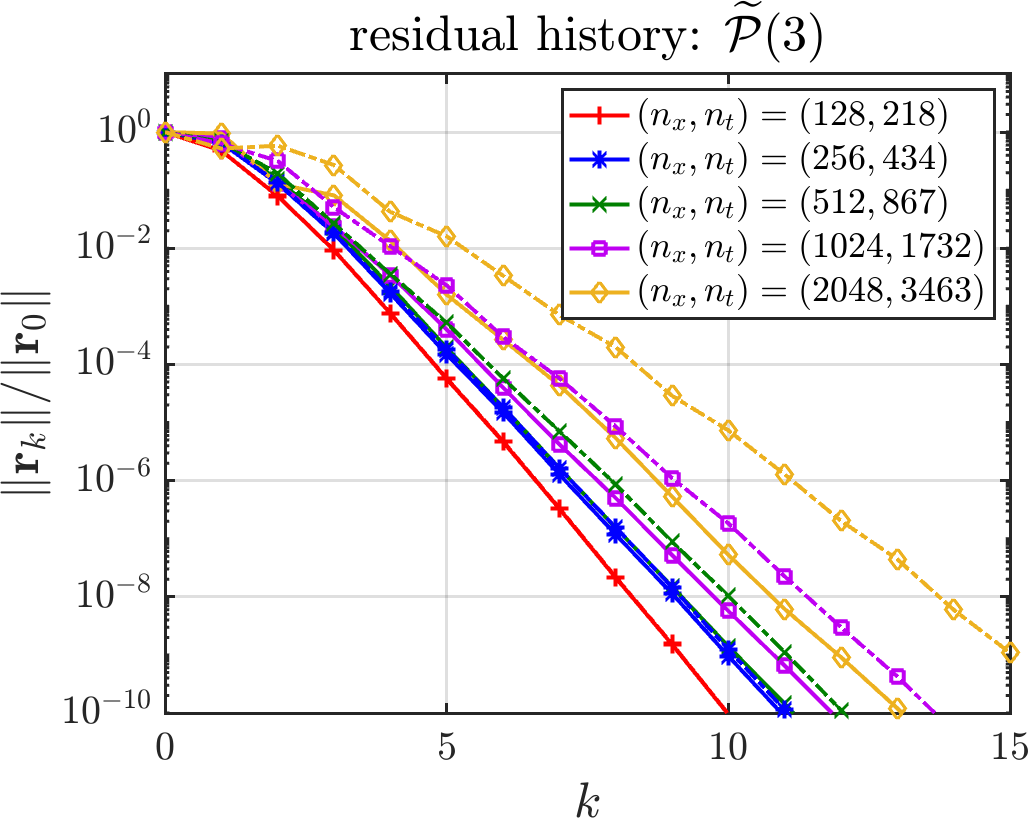 residual history: $\widetilde{\mathcal{P}}(3)$
$(n_x, n_t) = (128, 218)$
$(n_x, n_t) = (256, 434)$
$(n_x, n_t) = (512, 867)$
$(n_x, n_t) = (1024, 1732)$
$(n_x, n_t) = (2048, 3463)$
$10^0$
$10^{-2}$
$10^{-4}$
$10^{-6}$
$10^{-8}$
$10^{-10}$
$||\mathbf{r}_k||/||\mathbf{r}_0||$
0 5 10 15
$k$